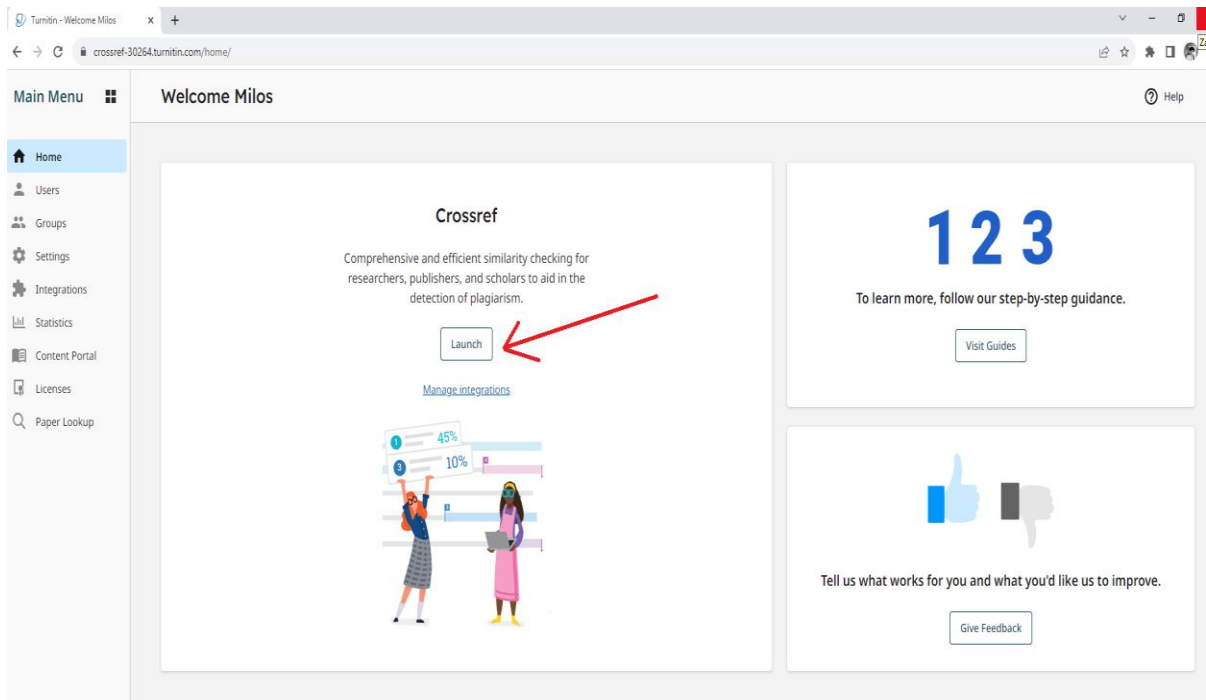 Turnitin - Welcome Milos
crossref-30264.turnitin.com/home/
Za
Main Menu
Welcome Milos
Help
Home
Users
Groups
Settings
Integrations
Statistics
Content Portal
Licenses
Paper Lookup
Crossref
Comprehensive and efficient similarity checking for
researchers, publishers, and scholars to aid in the
detection of plagiarism.
Launch
Manage integrations
1 45%
3 10%
1 2 3
To learn more, follow our step-by-step guidance.
Visit Guides
Tell us what works for you and what you'd like us to improve.
Give Feedback